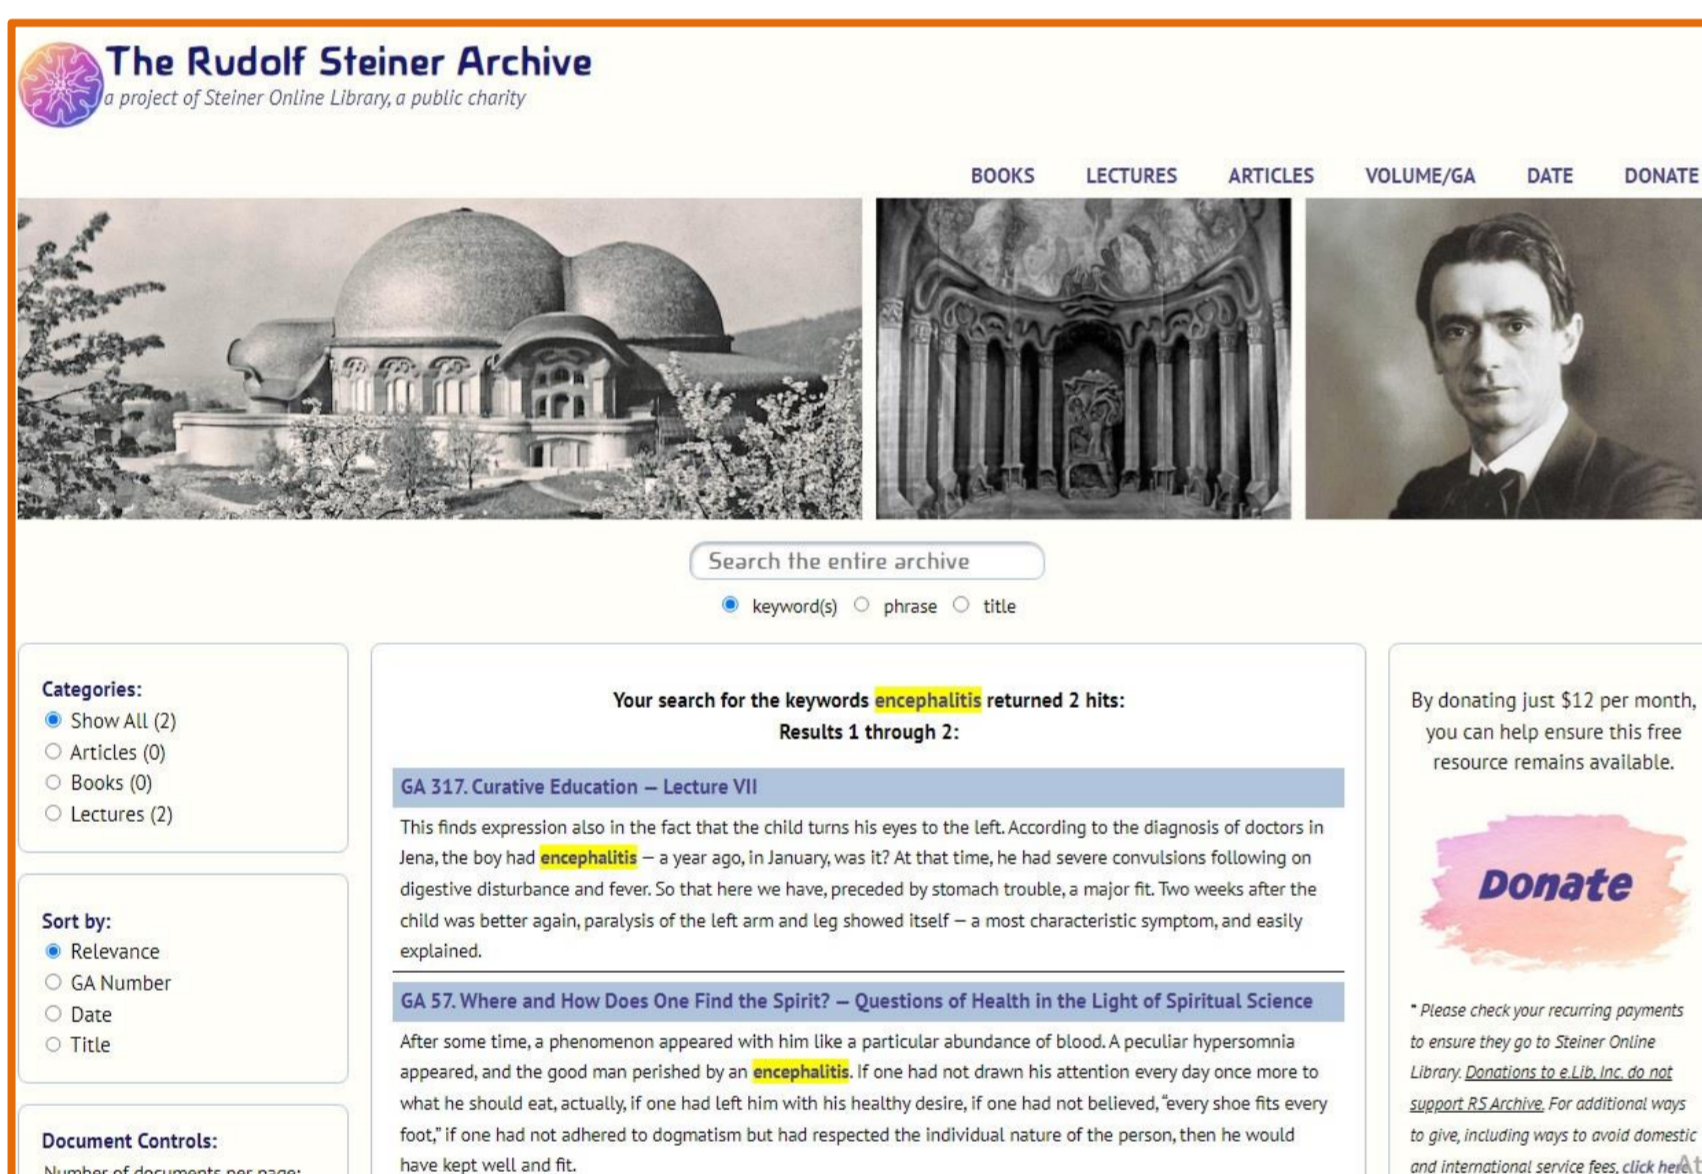 The Rudolf Steiner Archive
a project of Steiner Online Library, a public charity
BOOKS LECTURES ARTICLES VOLUME/GA DATE DONATE
Search the entire archive
keyword(s) phrase title
Categories:
Show All (2)
Articles (0)
Books (0)
Lectures (2)
Sort by:
Relevance
GA Number
Date
Title
Document Controls:
Number of documents per page:
Your search for the keywords encephalitis returned 2 hits:
Results 1 through 2:
GA 317. Curative Education — Lecture VII
This finds expression also in the fact that the child turns his eyes to the left. According to the diagnosis of doctors in
Jena, the boy had encephalitis — a year ago, in January, was it? At that time, he had severe convulsions following on
digestive disturbance and fever. So that here we have, preceded by stomach trouble, a major fit. Two weeks after the
child was better again, paralysis of the left arm and leg showed itself — a most characteristic symptom, and easily
explained.
GA 57. Where and How Does One Find the Spirit? — Questions of Health in the Light of Spiritual Science
After some time, a phenomenon appeared with him like a particular abundance of blood. A peculiar hypersomnia
appeared, and the good man perished by an encephalitis. If one had not drawn his attention every day once more to
what he should eat, actually, if one had left him with his healthy desire, if one had not believed, “every shoe fits every
foot,” if one had not adhered to dogmatism but had respected the individual nature of the person, then he would
have kept well and fit.
By donating just $12 per month,
you can help ensure this free
resource remains available.
Donate
* Please check your recurring payments
to ensure they go to Steiner Online
Library. Donations to e.Lib, Inc. do not
support RS Archive. For additional ways
to give, including ways to avoid domestic
and international service fees, click here